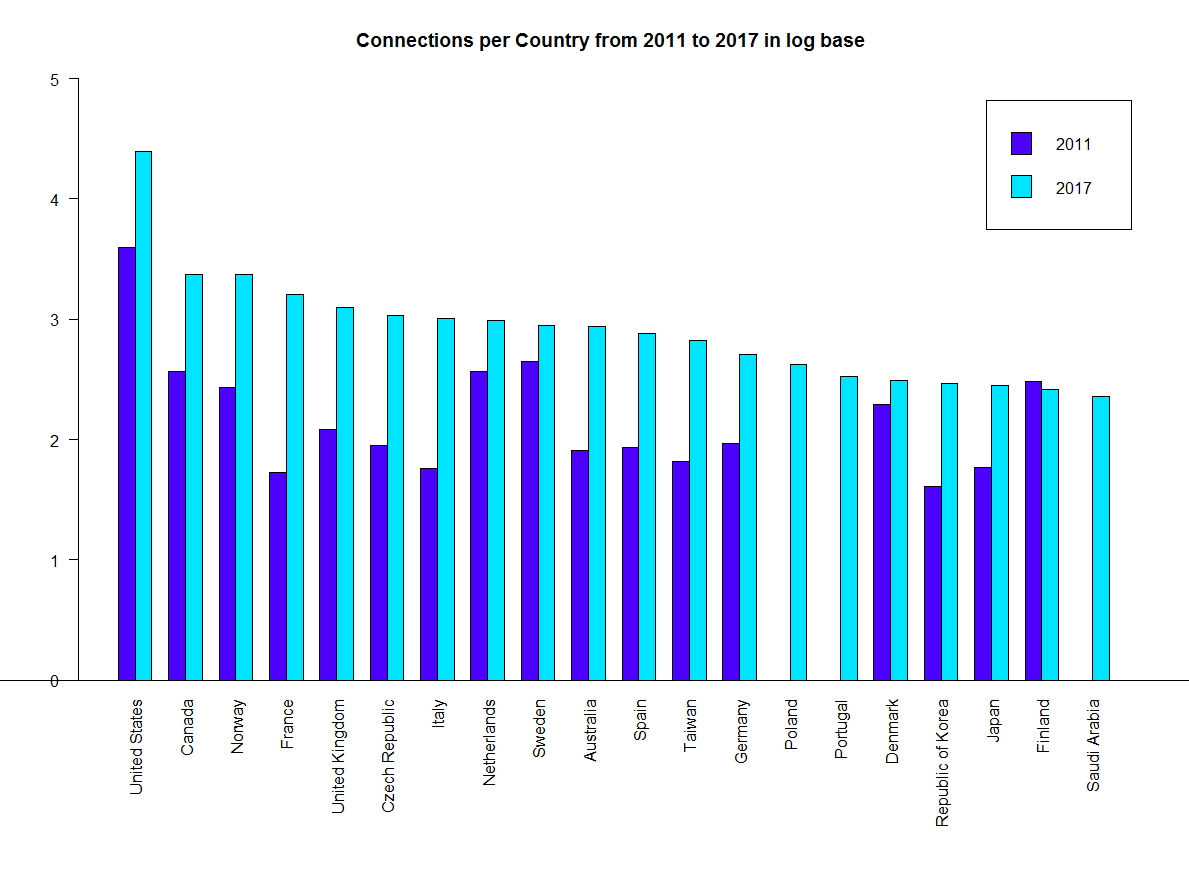 Connections per Country from 2011 to 2017 in log base
5
4
3
2
1
0
2011
2017
United States
Canada
Norway
France
United Kingdom
Czech Republic
Italy
Netherlands
Sweden
Australia
Spain
Taiwan
Germany
Poland
Portugal
Denmark
Republic of Korea
Japan
Finland
Saudi Arabia